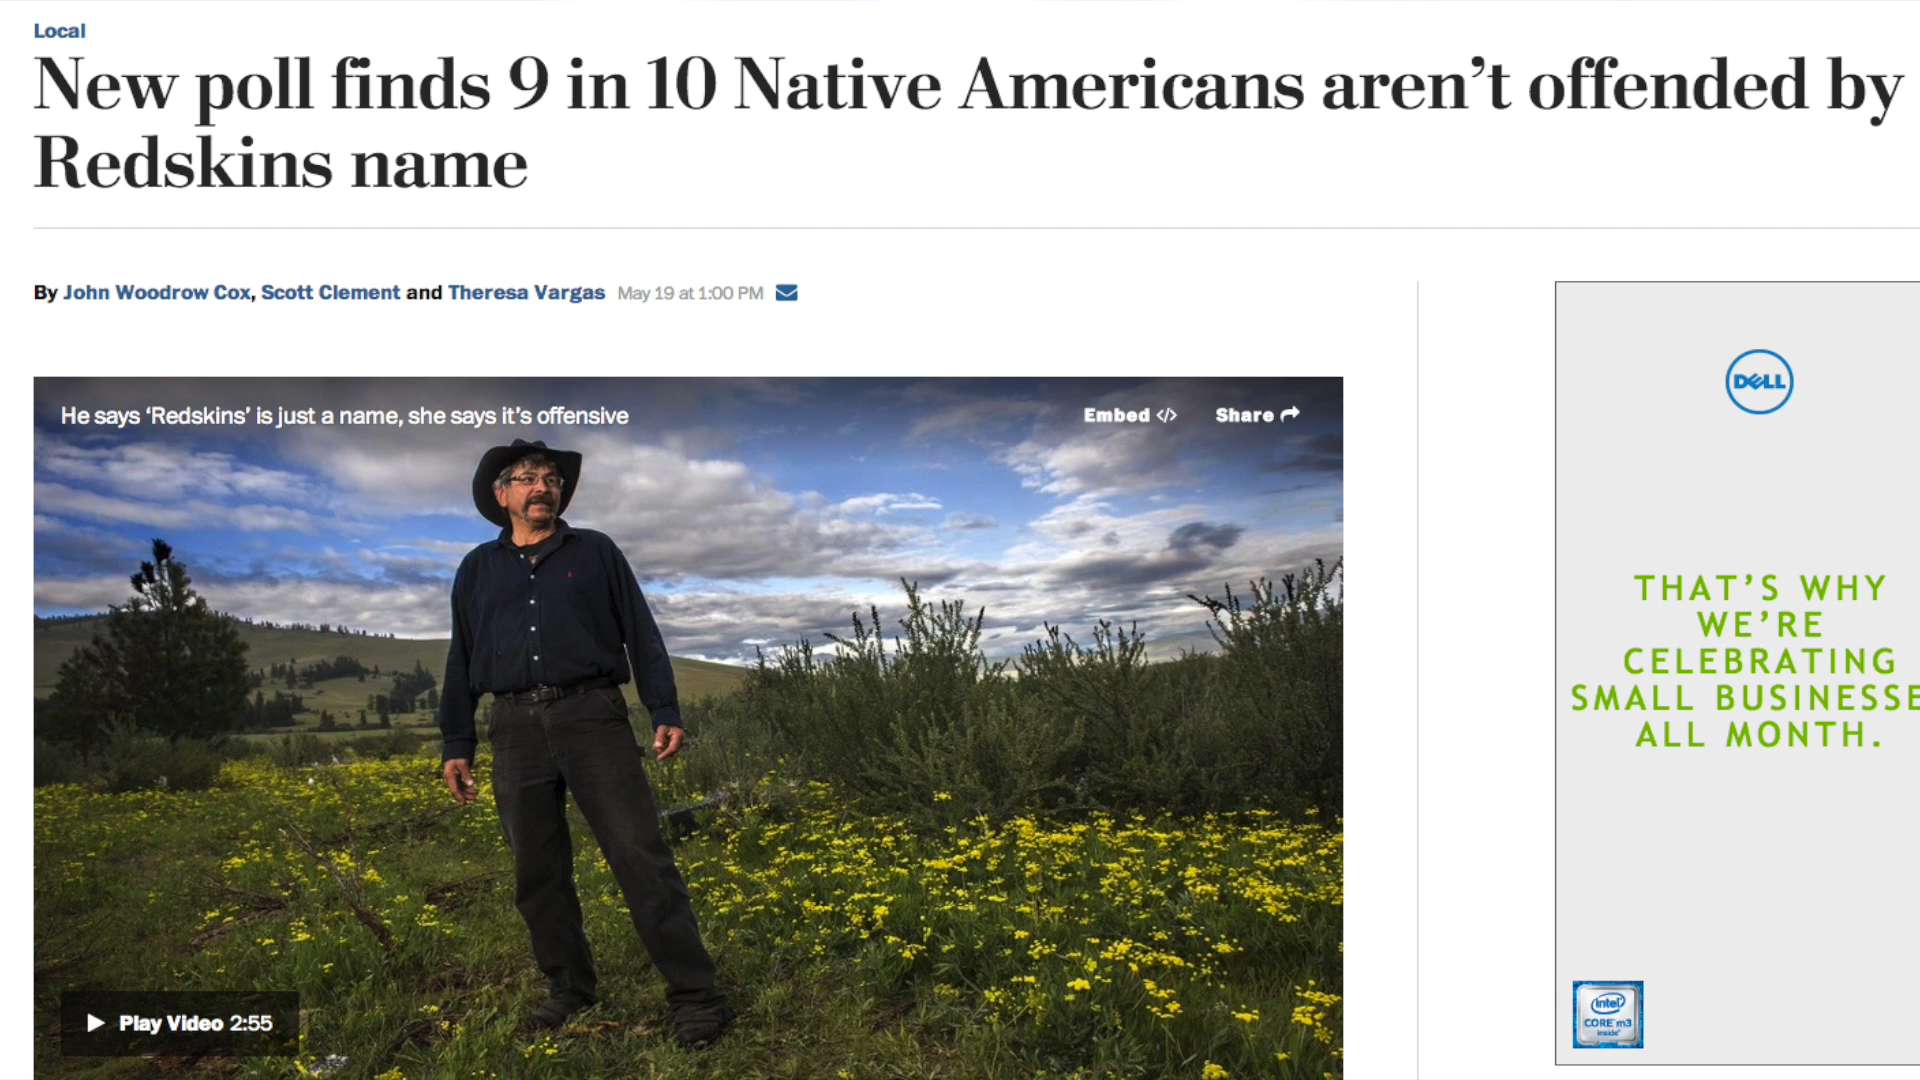 Local
New poll finds 9 in 10 Native Americans aren’t offended by
Redskins name
By John Woodrow Cox, Scott Clement and Theresa Vargas May 19 at 1:00 PM
He says ‘Redskins’ is just a name, she says it’s offensive
Embed </> Share
Play Video 2:55
DELL
THAT’S WHY
WE’RE
CELEBRATING
SMALL BUSINESSE
ALL MONTH.
intel
CORE m3
inside